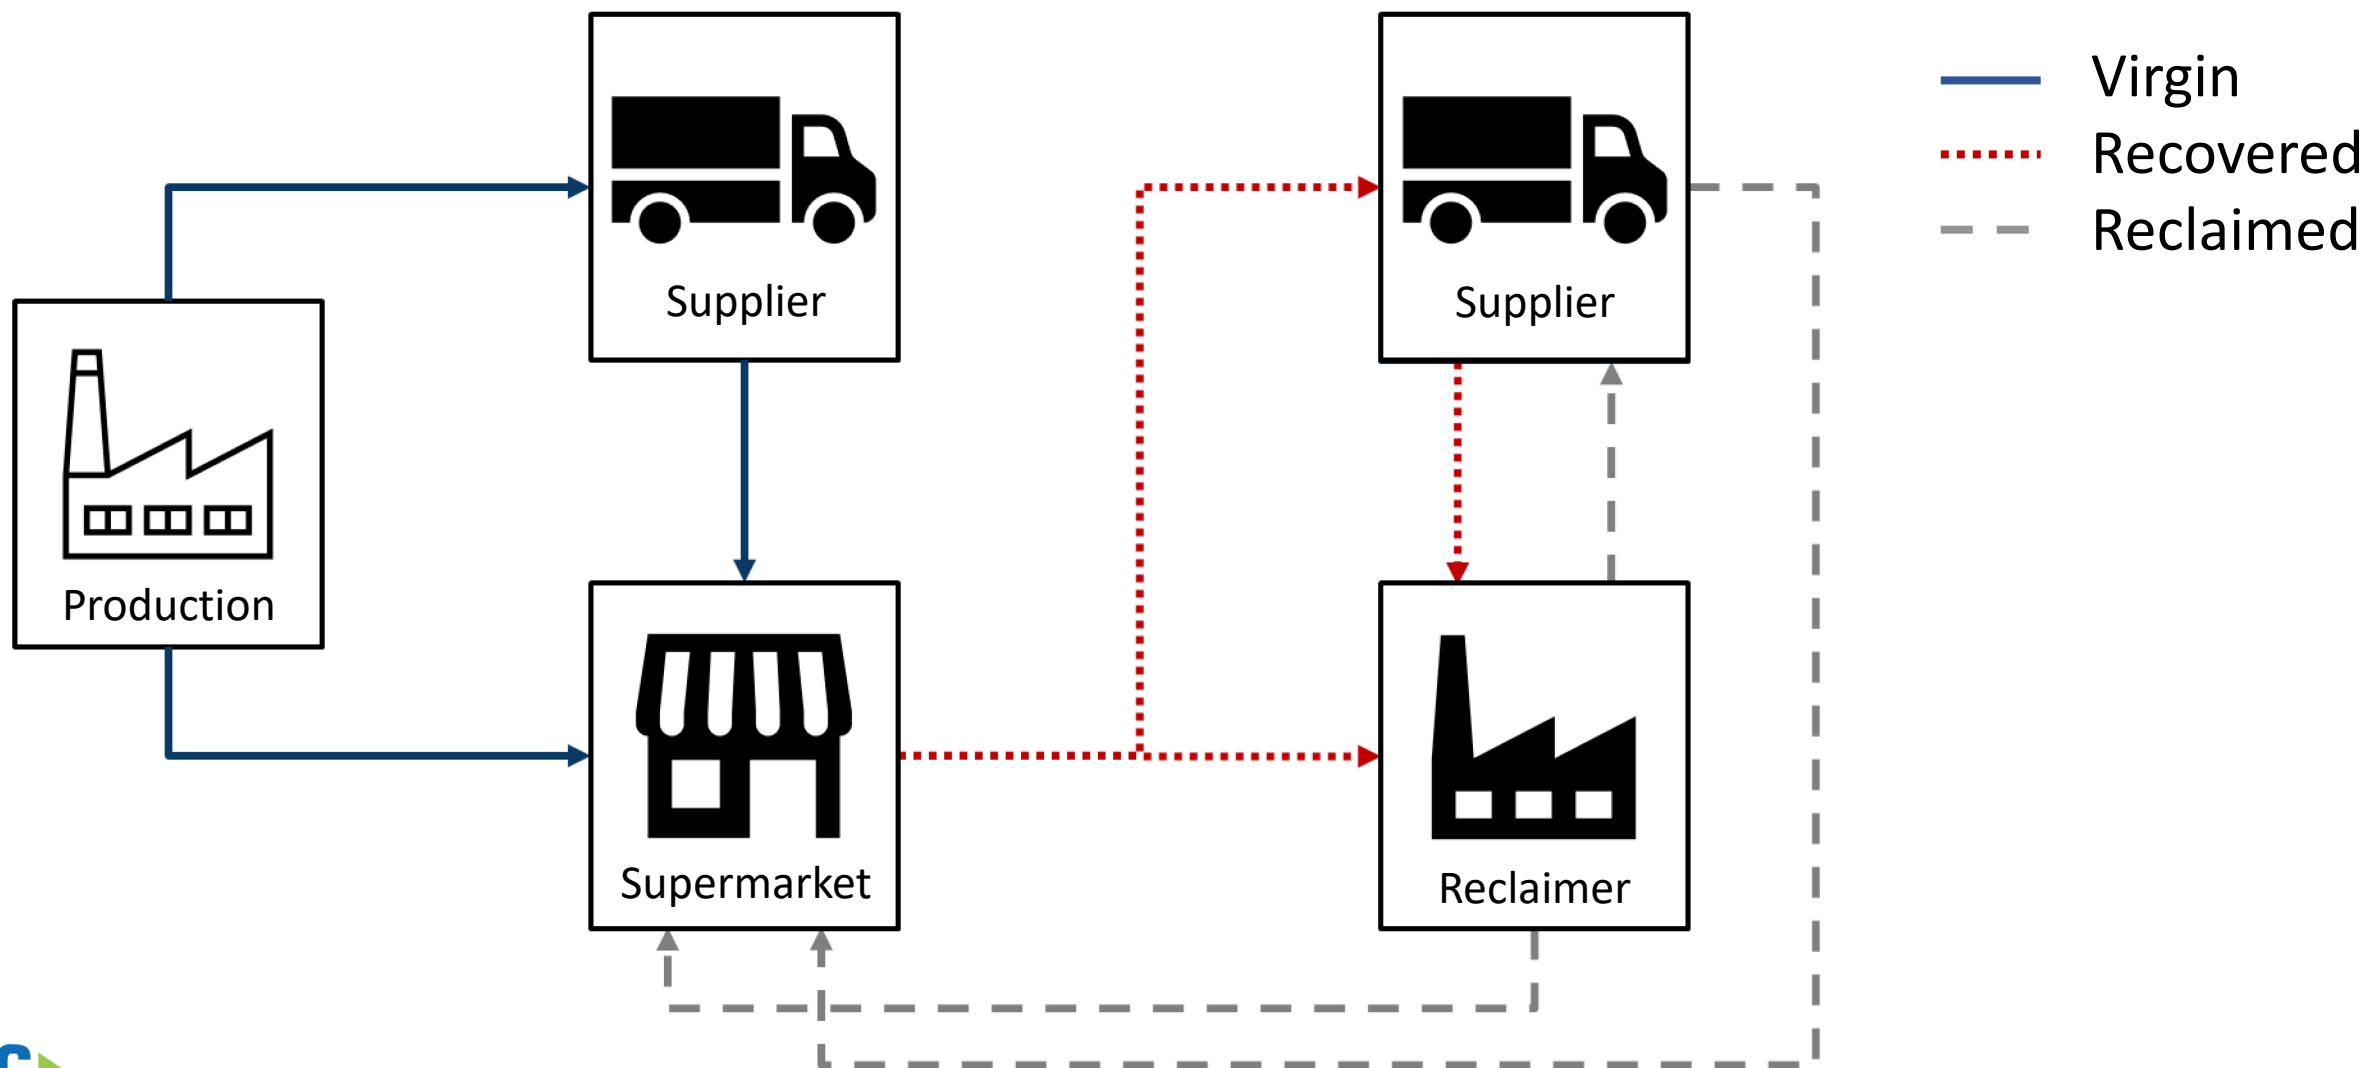 Supplier
Supplier
Virgin
Recovered
Reclaimed
Production
Supermarket
Reclaimer